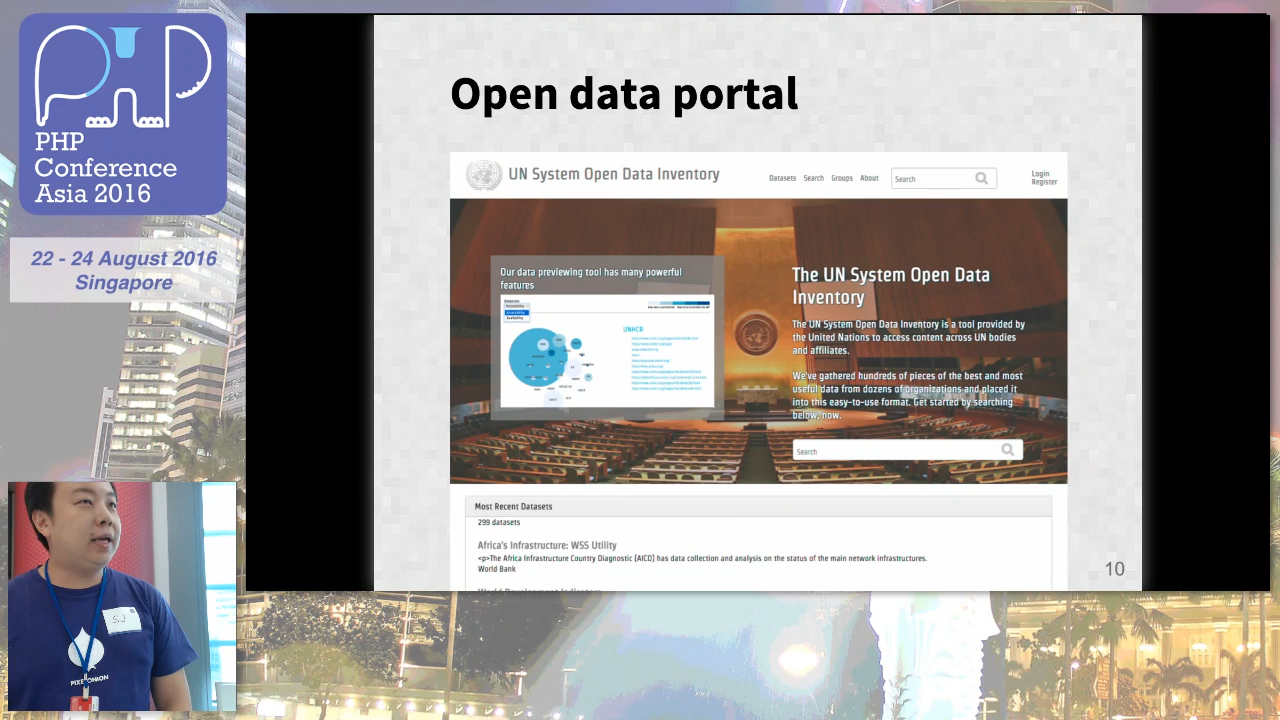 PHP
Conference
Asia 2016
22 - 24 August 2016
Singapore
Open data portal
UN System Open Data Inventory
Datasets Search Groups About
Search
Login
Register
Our data previewing tool has many powerful
features
UNHCR
The UN System Open Data
Inventory
The UN System Open Data Inventory is a tool provided by
the United Nations to access content across UN bodies
and affiliates.
We've gathered hundreds of pieces of the best and most
useful data from dozens of organizations and placed it
into this easy-to-use format. Get started by searching
below, now.
Search
Most Recent Datasets
299 datasets
Africa's Infrastructure: WSS Utility
<p>The Africa Infrastructure Country Diagnostic (AICD) has data collection and analysis on the status of the main network infrastructures.
World Bank
10
SJ